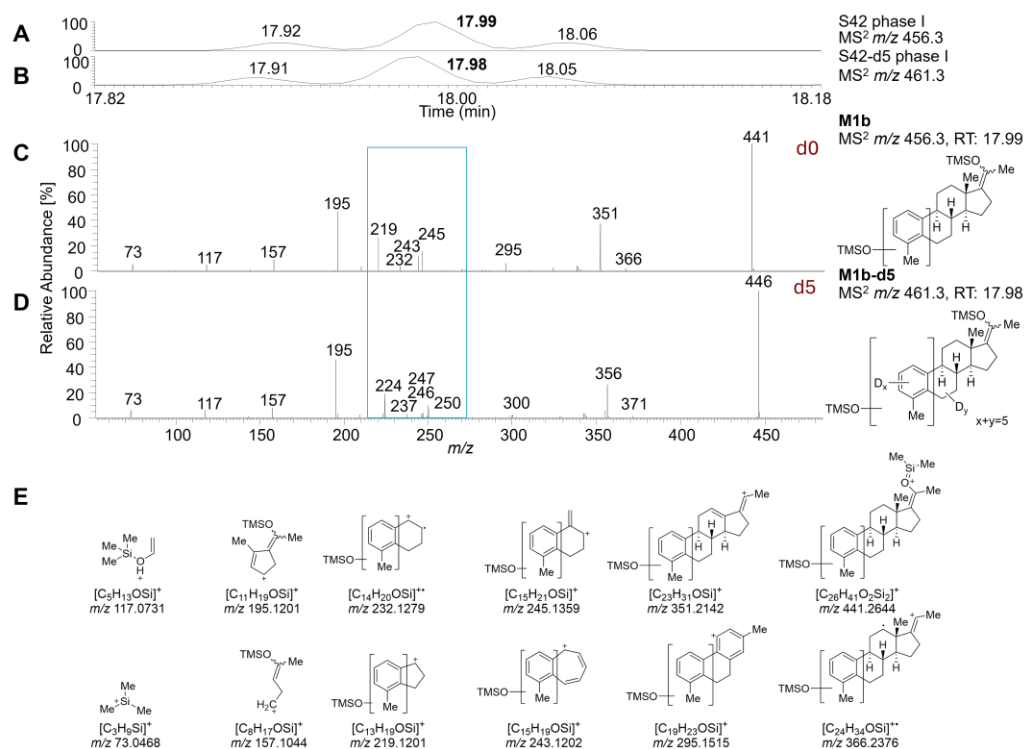 A
100
0
17.92
17.99
18.06
S42 phase I
MS² m/z 456.3
B
100
0
17.91
17.98
18.05
S42-d5 phase I
MS² m/z 461.3
17.82
18.00
18.18
Time (min)
M1b
MS² m/z 456.3, RT: 17.99
C
Relative Abundance [%]
100
80
60
40
20
0
73
117
157
195
219
232
243
245
295
351
366
441
d0
TMSO
Me
Me
H
H
H
TMSO
Me
M1b-d5
MS² m/z 461.3, RT: 17.98
D
100
80
60
40
20
0
73
117
157
195
224
237
247
246
250
300
356
371
446
d5
TMSO
Me
Me
H
H
H
Dx
TMSO
Me
Dy
x+y=5
100
150
200
250
300
350
400
450
m/z
E
Me
Me
Me
Si
O
H
+
[C₅H₁₃OSi]⁺
m/z 117.0731
TMSO
Me
Me
+
[C₁₁H₁₉OSi]⁺
m/z 195.1201
+
TMSO
Me
[C₁₄H₂₀OSi]⁺•
m/z 232.1279
+
TMSO
Me
[C₁₅H₂₁OSi]⁺
m/z 245.1359
+
Me
H
H
H
TMSO
Me
[C₂₃H₃₁OSi]⁺
m/z 351.2142
Me
Me
Si
O
+
Me
Me
H
H
H
TMSO
Me
[C₂₆H₄₁O₂Si₂]⁺
m/z 441.2644
Me
Si
+
Me
Me
[C₃H₉Si]⁺
m/z 73.0468
TMSO
Me
H₂C
+
[C₈H₁₇OSi]⁺
m/z 157.1044
+
TMSO
Me
[C₁₃H₁₉OSi]⁺
m/z 219.1201
+
TMSO
Me
[C₁₅H₁₉OSi]⁺
m/z 243.1202
+
Me
TMSO
Me
[C₁₉H₂₃OSi]⁺
m/z 295.1515
+
Me
Me
H
H
H
TMSO
Me
[C₂₄H₃₄OSi]⁺•
m/z 366.2376